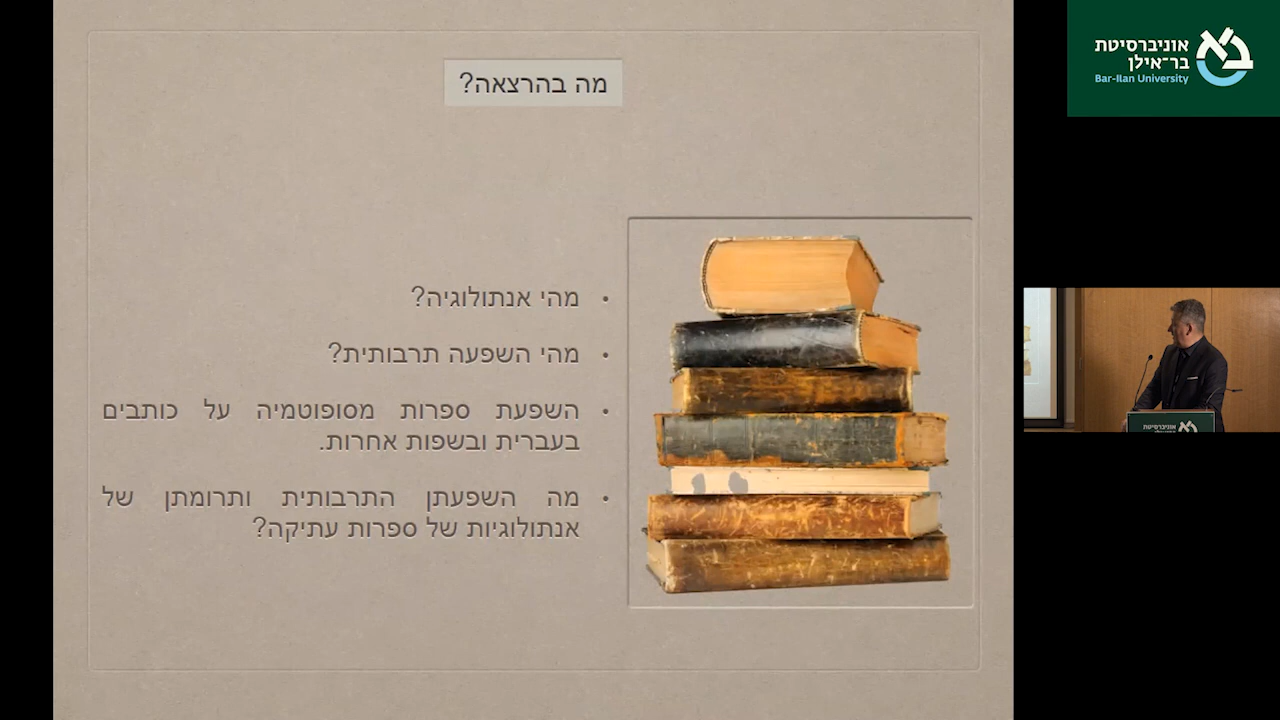 מה בהרצאה?
• מהי אנתולוגיה?
• מהי השפעה תרבותית?
• השפעת ספרות מסופוטמיה על כותבים
בעברית ובשפות אחרות.
• מה השפעתן התרבותית ותרומתן של
אנתולוגיות של ספרות עתיקה?
אוניברסיטת
בר־אילן
Bar-Ilan University
אוניברסיטת